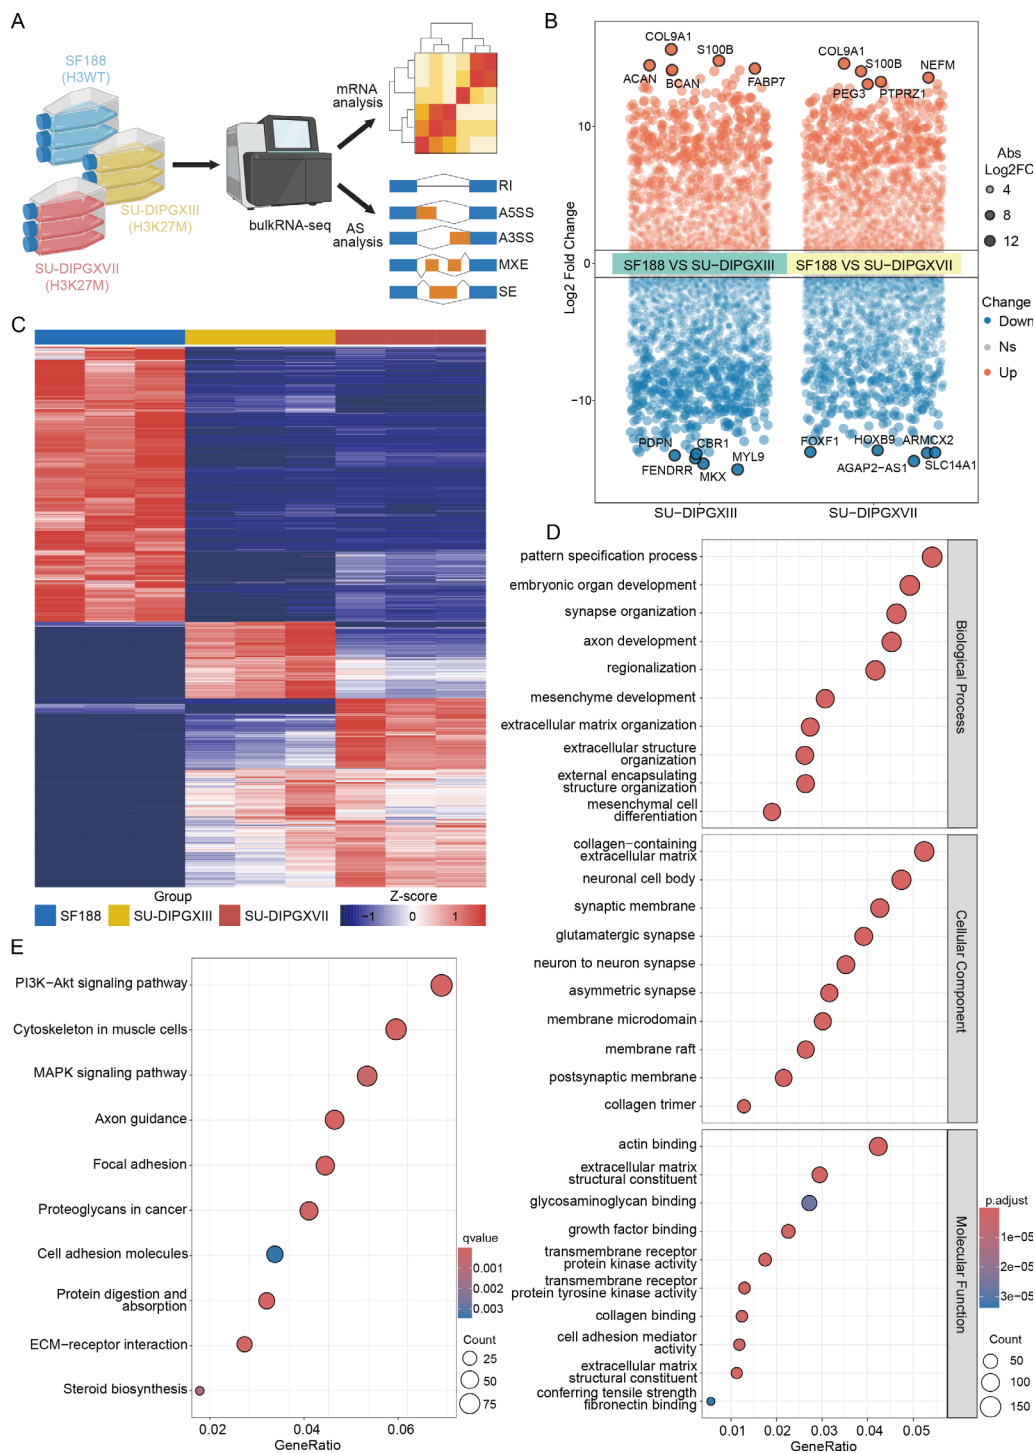 A
SF188
(H3WT)
SU-DIPGXIII
(H3K27M)
SU-DIPGXVII
(H3K27M)
bulkRNA-seq
mRNA
analysis
AS
analysis
RI
A5SS
A3SS
MXE
SE
B
Log2 Fold Change
10
0
−10
COL9A1
S100B
ACAN
BCAN
FABP7
COL9A1
S100B
NEFM
PEG3
PTPRZ1
SF188 VS SU−DIPGXIII
SF188 VS SU−DIPGXVII
PDPN
CBR1
FENDRR
MKX
MYL9
FOXF1
HOXB9
ARMCX2
AGAP2−AS1
SLC14A1
SU−DIPGXIII
SU−DIPGXVII
Abs
Log2FC
4
8
12
Change
Down
Ns
Up
C
Group
SF188
SU-DIPGXIII
SU-DIPGXVII
Z-score
−1
0
1
D
pattern specification process
embryonic organ development
synapse organization
axon development
regionalization
mesenchyme development
extracellular matrix organization
extracellular structure
organization
external encapsulating
structure organization
mesenchymal cell
differentiation
Biological Process
collagen−containing
extracellular matrix
neuronal cell body
synaptic membrane
glutamatergic synapse
neuron to neuron synapse
asymmetric synapse
membrane microdomain
membrane raft
postsynaptic membrane
collagen trimer
Cellular Component
actin binding
extracellular matrix
structural constituent
glycosaminoglycan binding
growth factor binding
transmembrane receptor
protein kinase activity
transmembrane receptor
protein tyrosine kinase activity
collagen binding
cell adhesion mediator
activity
extracellular matrix
structural constituent
conferring tensile strength
fibronectin binding
Molecular Function
0.01
0.02
0.03
0.04
0.05
GeneRatio
p.adjust
1e−05
2e−05
3e−05
Count
50
100
150
E
PI3K−Akt signaling pathway
Cytoskeleton in muscle cells
MAPK signaling pathway
Axon guidance
Focal adhesion
Proteoglycans in cancer
Cell adhesion molecules
Protein digestion and
absorption
ECM−receptor interaction
Steroid biosynthesis
0.02
0.04
0.06
GeneRatio
qvalue
0.001
0.002
0.003
Count
25
50
75